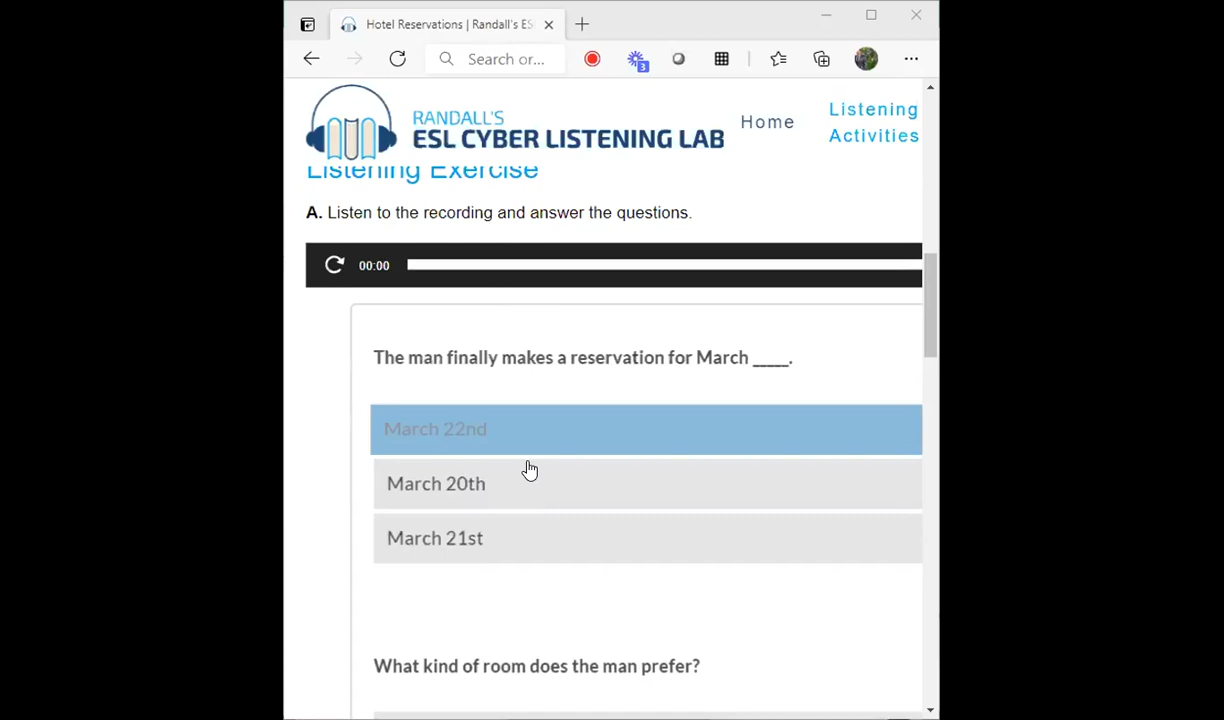 Hotel Reservations | Randall's ES
Search or...
3
RANDALL'S
ESL CYBER LISTENING LAB
Home
Listening
Activities
Listening Exercise
A. Listen to the recording and answer the questions.
00:00
The man finally makes a reservation for March _____.
March 22nd
March 20th
March 21st
What kind of room does the man prefer?